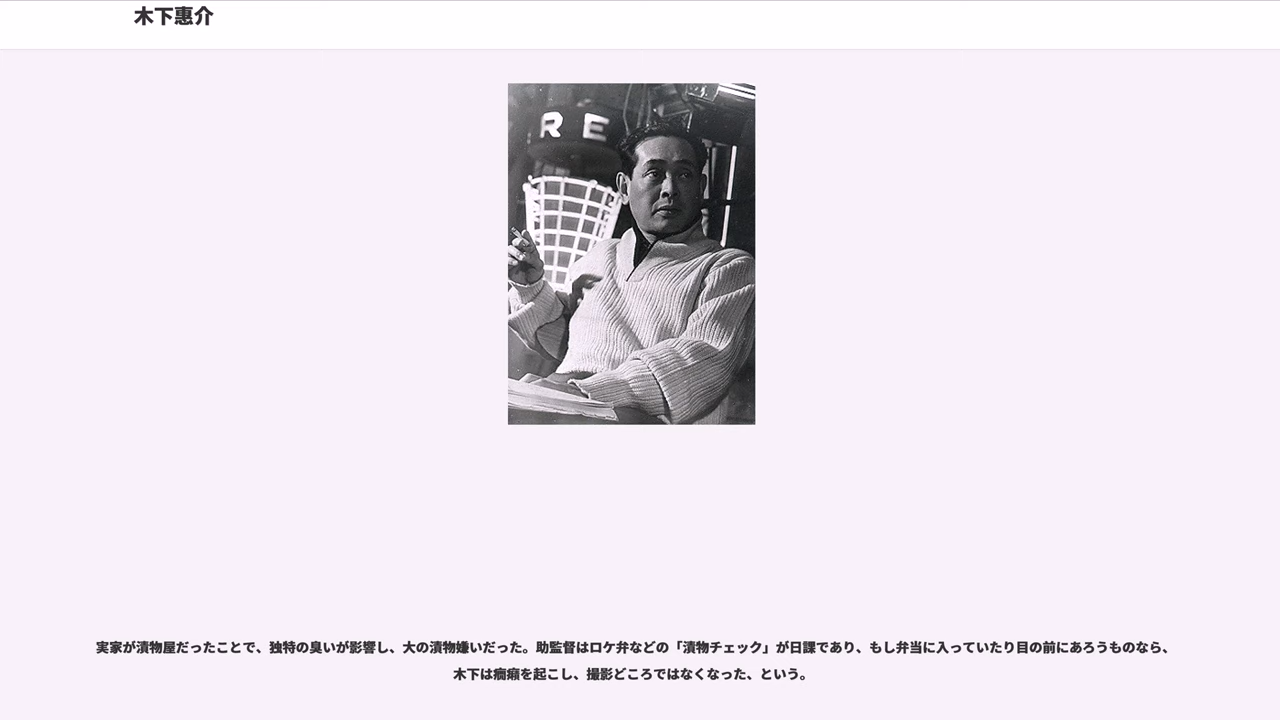 木下惠介
RE
実家が漬物屋だったことで、独特の臭いが影響し、大の漬物嫌いだった。助監督はロケ弁などの「漬物チェック」が日課であり、もし弁当に入っていたり目の前にあろうものなら、
木下は癇癪を起こし、撮影どころではなくなった、という。